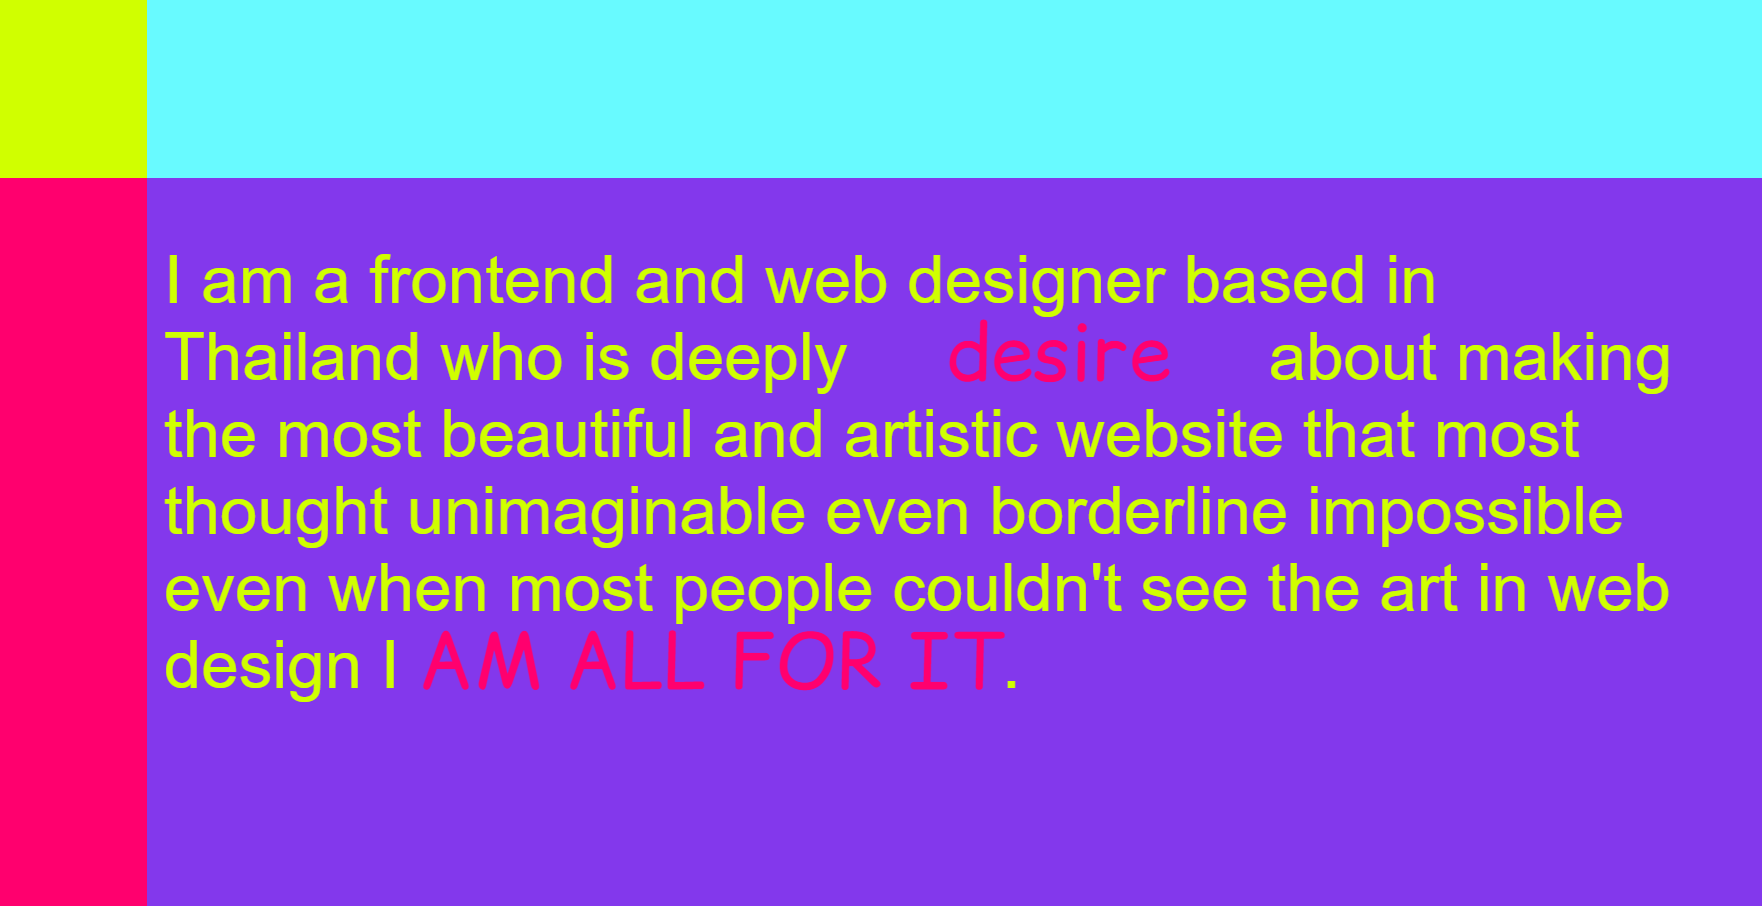 I am a frontend and web designer based in
Thailand who is deeply desire about making
the most beautiful and artistic website that most
thought unimaginable even borderline impossible
even when most people couldn't see the art in web
design I AM ALL FOR IT.